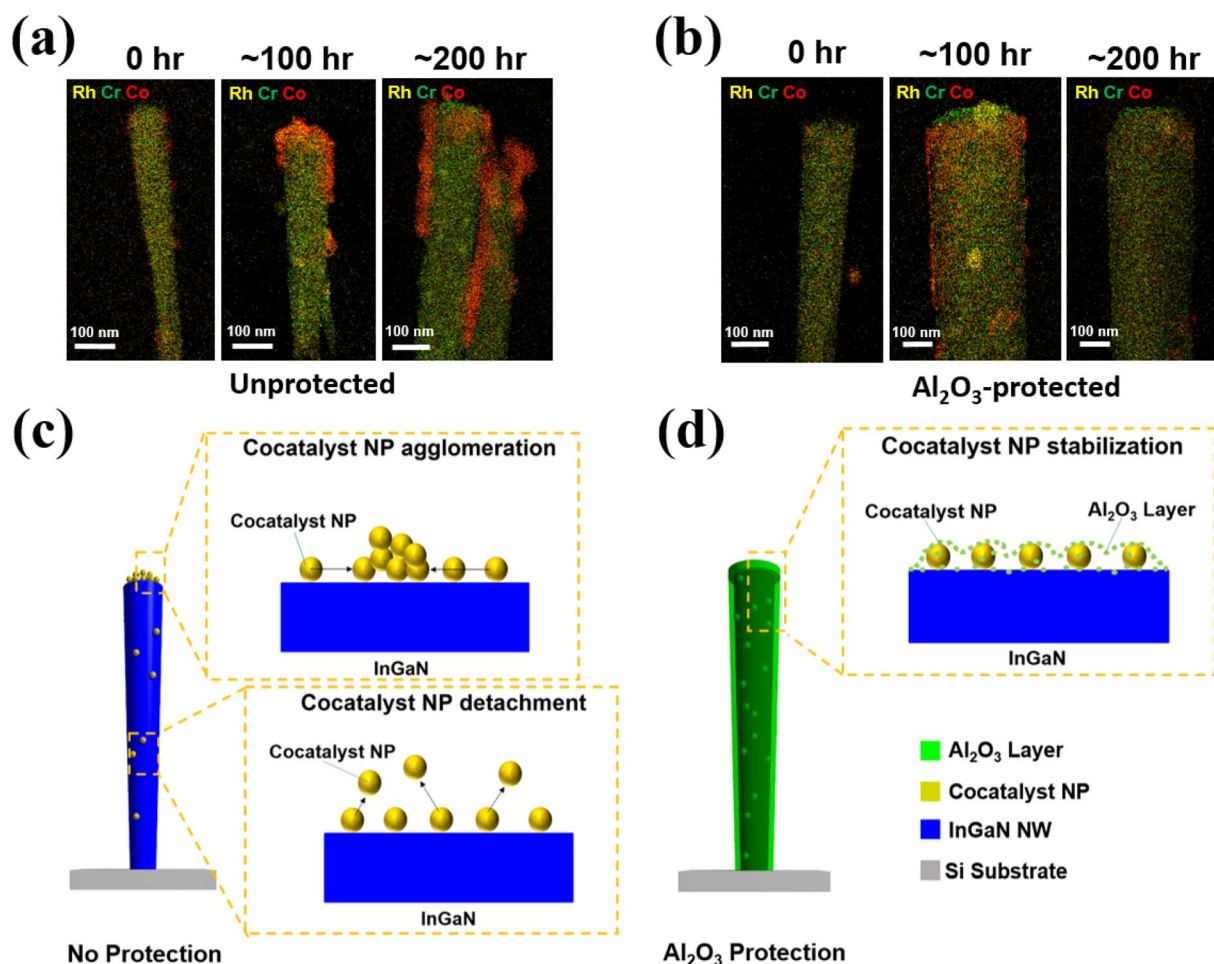 (a)
0 hr
~100 hr
~200 hr
Rh Cr Co
Rh Cr Co
Rh Cr Co
100 nm
100 nm
100 nm
Unprotected
(b)
0 hr
~100 hr
~200 hr
Rh Cr Co
Rh Cr Co
Rh Cr Co
100 nm
100 nm
100 nm
Al₂O₃-protected
(c)
Cocatalyst NP agglomeration
Cocatalyst NP
InGaN
Cocatalyst NP detachment
Cocatalyst NP
InGaN
No Protection
(d)
Cocatalyst NP stabilization
Cocatalyst NP
Al₂O₃ Layer
InGaN
Al₂O₃ Layer
Cocatalyst NP
InGaN NW
Si Substrate
Al₂O₃ Protection